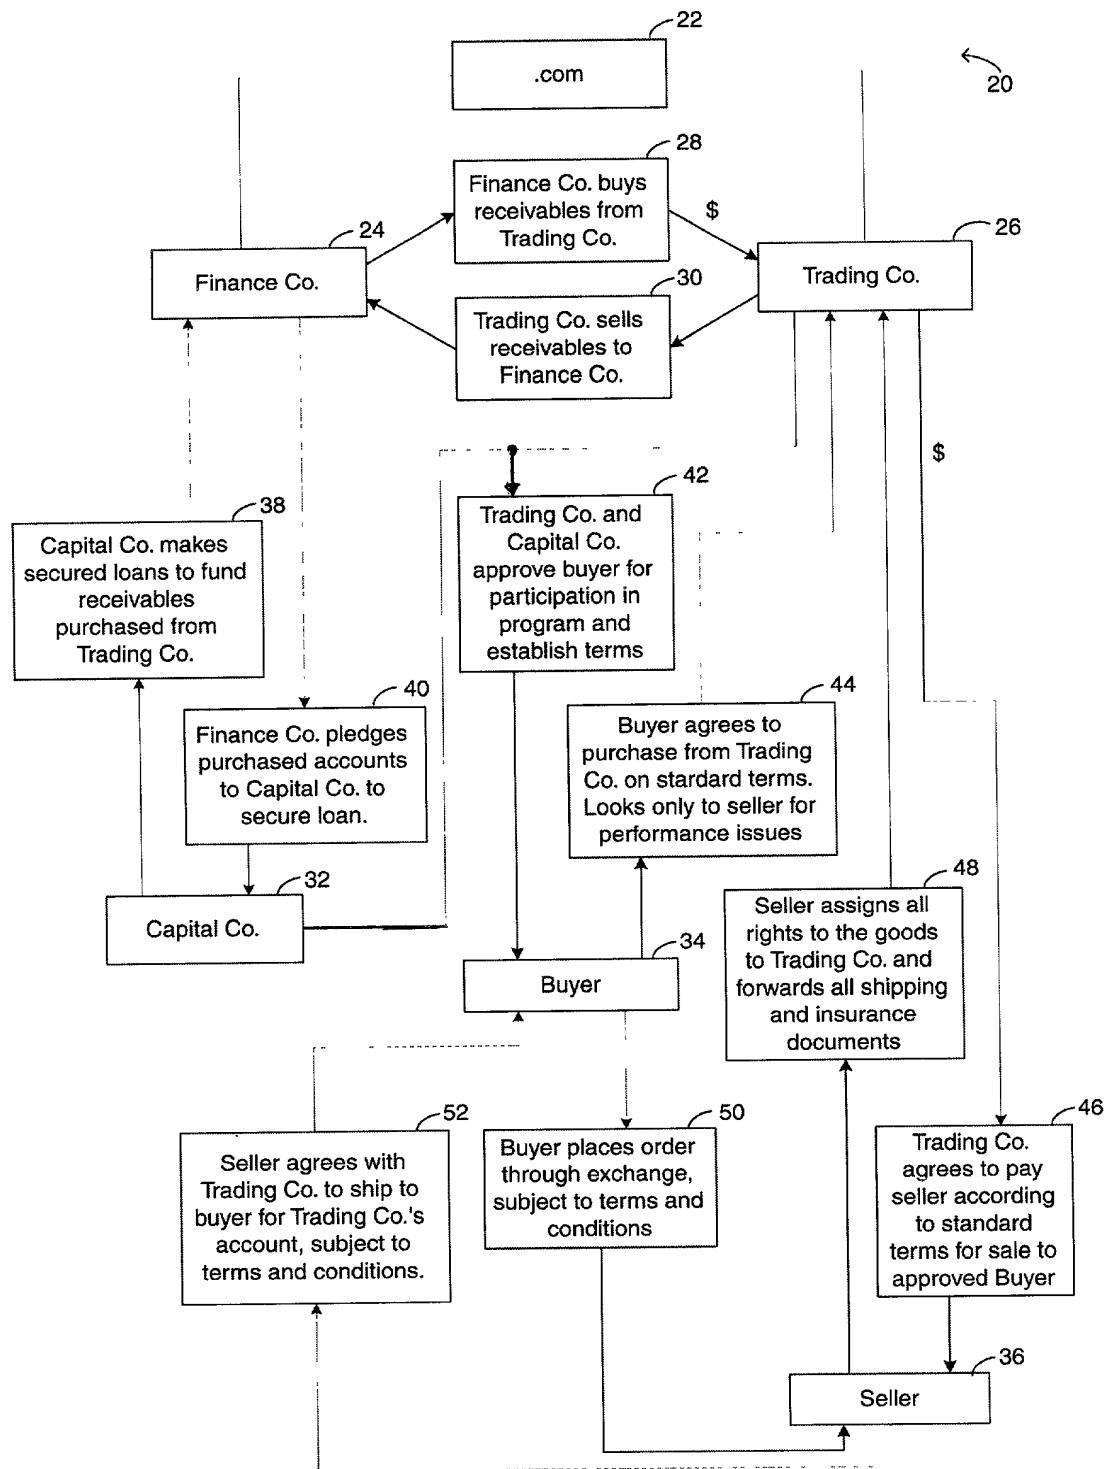 22
.com
20
28
Finance Co. buys
receivables from
Trading Co.
$
24
Finance Co.
26
Trading Co.
30
Trading Co. sells
receivables to
Finance Co.
$
38
Capital Co. makes
secured loans to fund
receivables
purchased from
Trading Co.
42
Trading Co. and
Capital Co.
approve buyer for
participation in
program and
establish terms
40
Finance Co. pledges
purchased accounts
to Capital Co. to
secure loan.
44
Buyer agrees to
purchase from Trading
Co. on stardard terms.
Looks only to seller for
performance issues
32
Capital Co.
48
Seller assigns all
rights to the goods
to Trading Co. and
forwards all shipping
and insurance
documents
34
Buyer
52
Seller agrees with
Trading Co. to ship to
buyer for Trading Co.'s
account, subject to
terms and conditions.
50
Buyer places order
through exchange,
subject to terms and
conditions
46
Trading Co.
agrees to pay
seller according
to standard
terms for sale to
approved Buyer
36
Seller